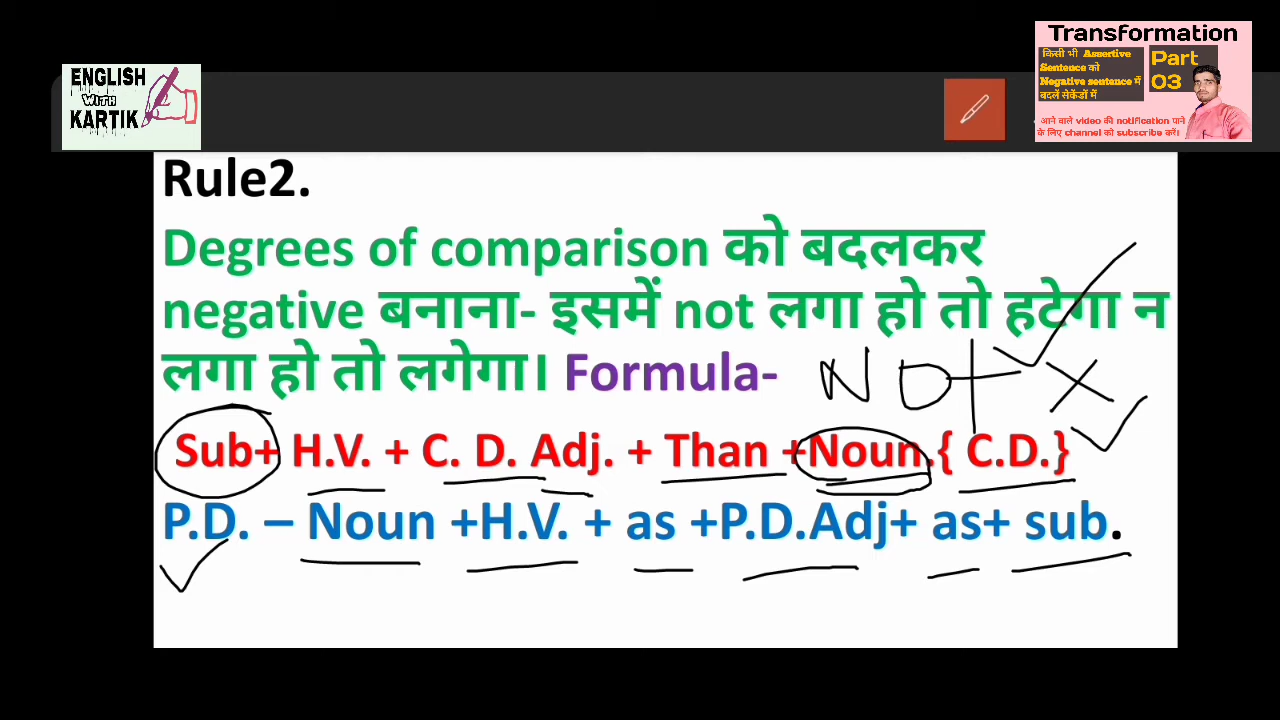 ENGLISH
WITH
KARTIK
Transformation
किसी भी Assertive
Sentence को
Negative sentence में
बदलें सेकेंडों में
Part
03
आने वाले video की notification पाने
के लिए channel को subscribe करें।
Rule2.
Degrees of comparison को बदलकर
negative बनाना- इसमें not लगा हो तो हटेगा न
लगा हो तो लगेगा। Formula-
Not
Sub+ H.V. + C. D. Adj. + Than +Noun.{ C.D.}
P.D. – Noun +H.V. + as +P.D.Adj+ as+ sub.